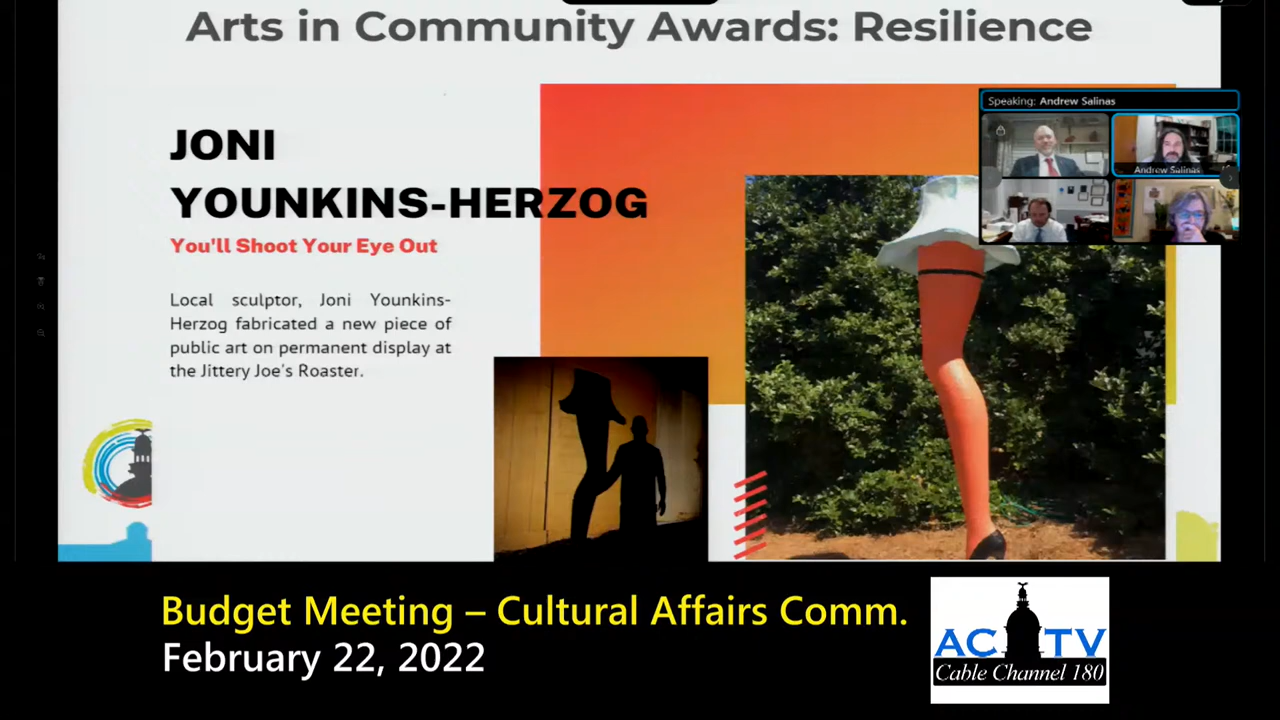 Arts in Community Awards: Resilience
JONI
YOUNKINS-HERZOG
You'll Shoot Your Eye Out
Local sculptor, Joni Younkins-
Herzog fabricated a new piece of
public art on permanent display at
the Jittery Joe's Roaster.
Speaking: Andrew Salinas
Andrew Salinas
Budget Meeting – Cultural Affairs Comm.
February 22, 2022
AC TV
Cable Channel 180